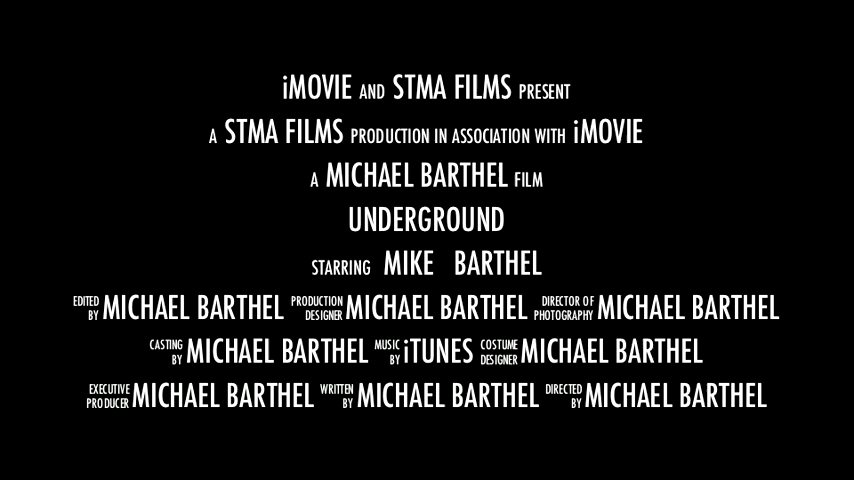 iMOVIE AND STMA FILMS PRESENT
A STMA FILMS PRODUCTION IN ASSOCIATION WITH iMOVIE
A MICHAEL BARTHEL FILM
UNDERGROUND
STARRING MIKE BARTHEL
EDITED BY MICHAEL BARTHEL PRODUCTION DESIGNER MICHAEL BARTHEL DIRECTOR OF PHOTOGRAPHY MICHAEL BARTHEL
CASTING BY MICHAEL BARTHEL MUSIC BY iTUNES COSTUME DESIGNER MICHAEL BARTHEL
EXECUTIVE PRODUCER MICHAEL BARTHEL WRITTEN BY MICHAEL BARTHEL DIRECTED BY MICHAEL BARTHEL